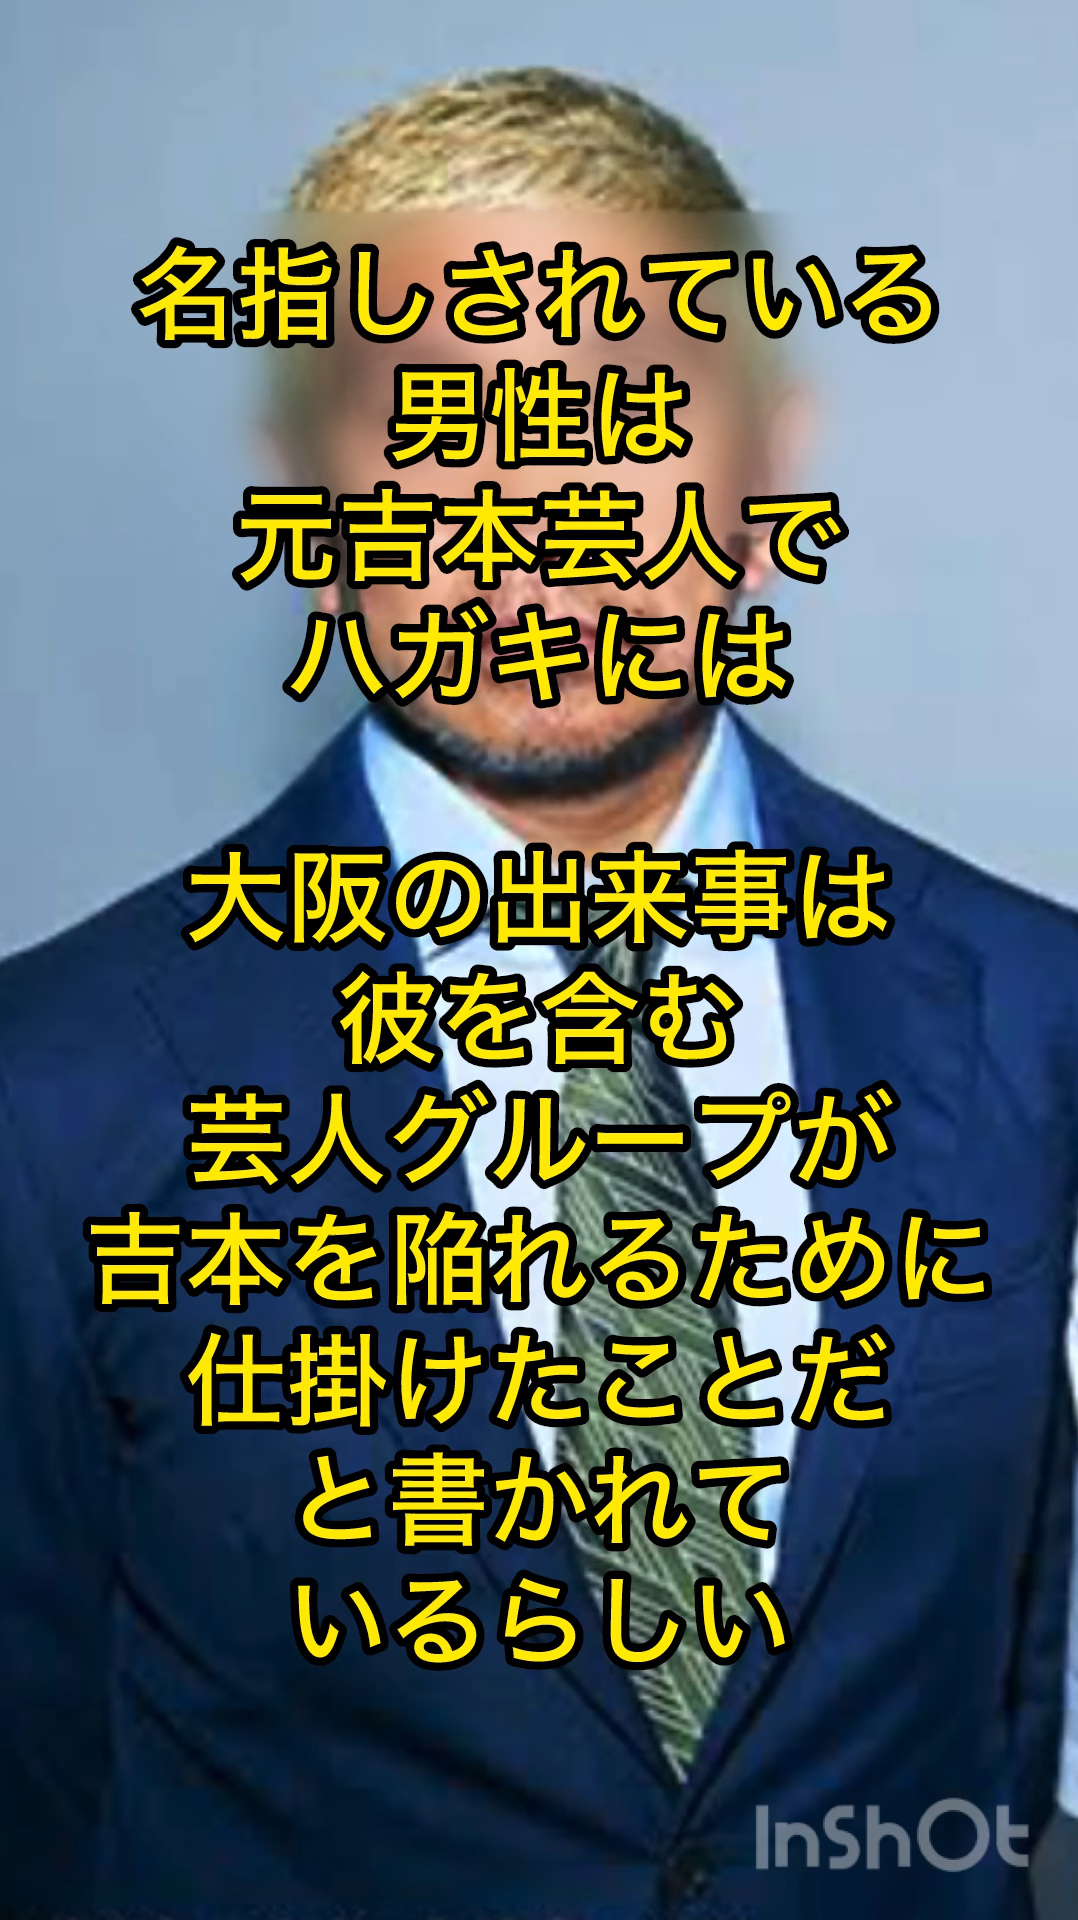 名指しされている
男性は
元吉本芸人で
ハガキには
大阪の出来事は
彼を含む
芸人グループが
吉本を陥れるために
仕掛けたことだ
と書かれて
いるらしい
InShOt